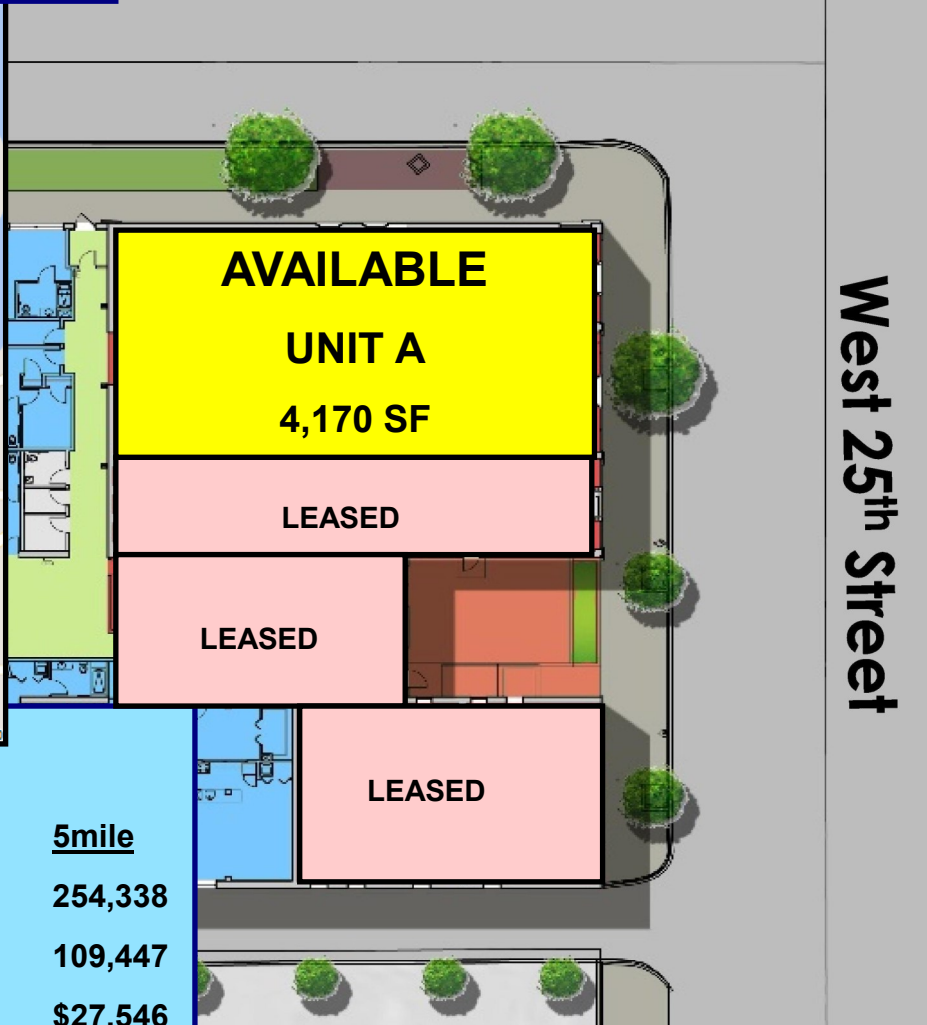 AVAILABLE
UNIT A
4,170 SF
LEASED
LEASED
LEASED
West 25th Street
5mile
254,338
109,447
$27,546